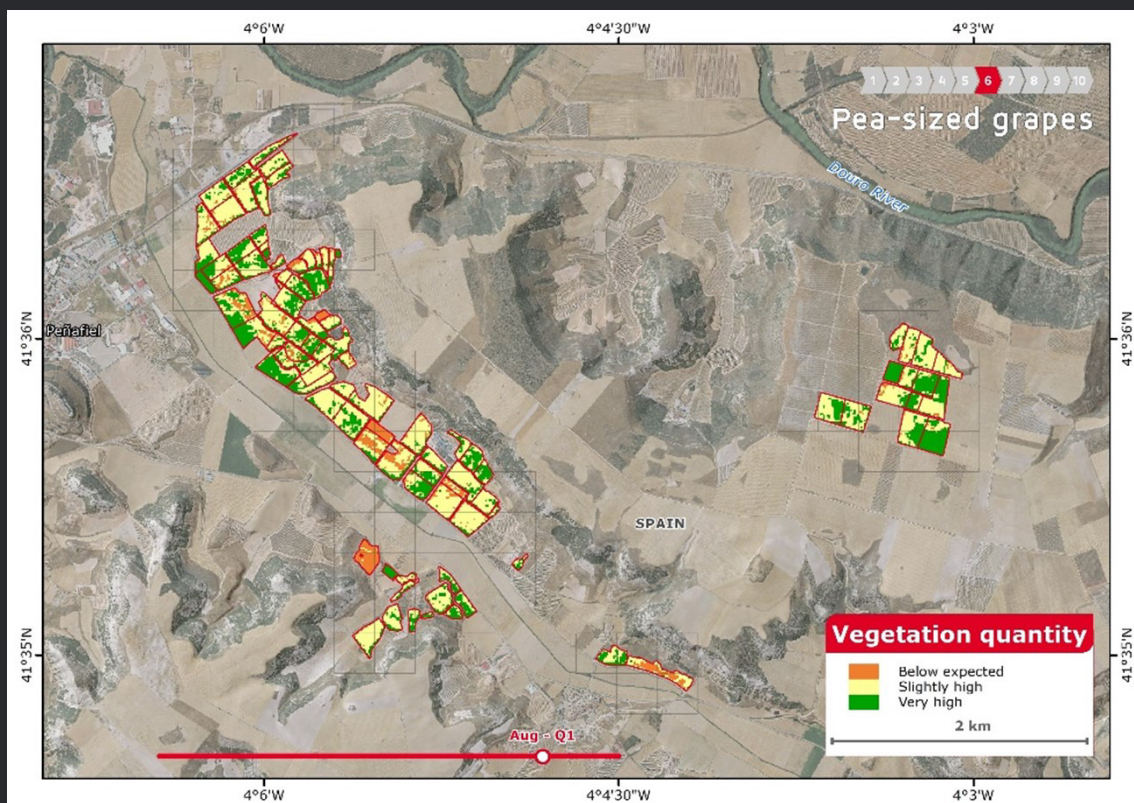 4°6'W
4°4'30"W
4°3'W
1 2 3 4 5 6 7 8 9 10
Pea-sized grapes
Douro River
41°36'N
Peñafiel
41°36'N
SPAIN
Vegetation quantity
Below expected
Slightly high
Very high
2 km
41°35'N
41°35'N
Aug - Q1
4°6'W
4°4'30"W
4°3'W